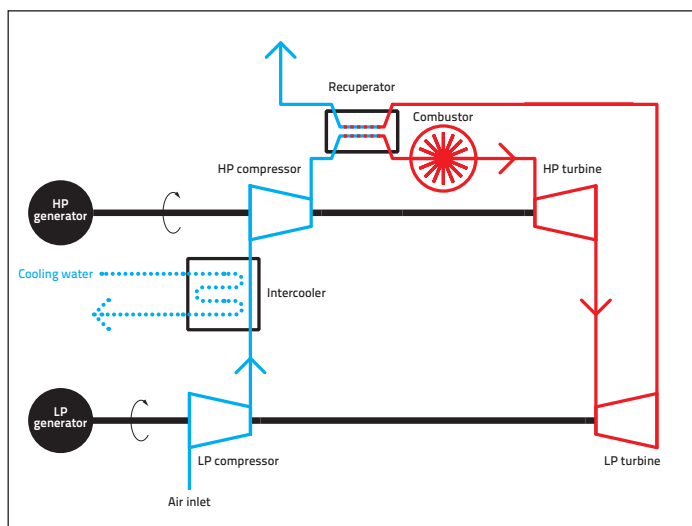 Recuperator
Combustor
HP compressor
HP turbine
HP
generator
Cooling water
Intercooler
LP
generator
LP compressor
LP turbine
Air inlet